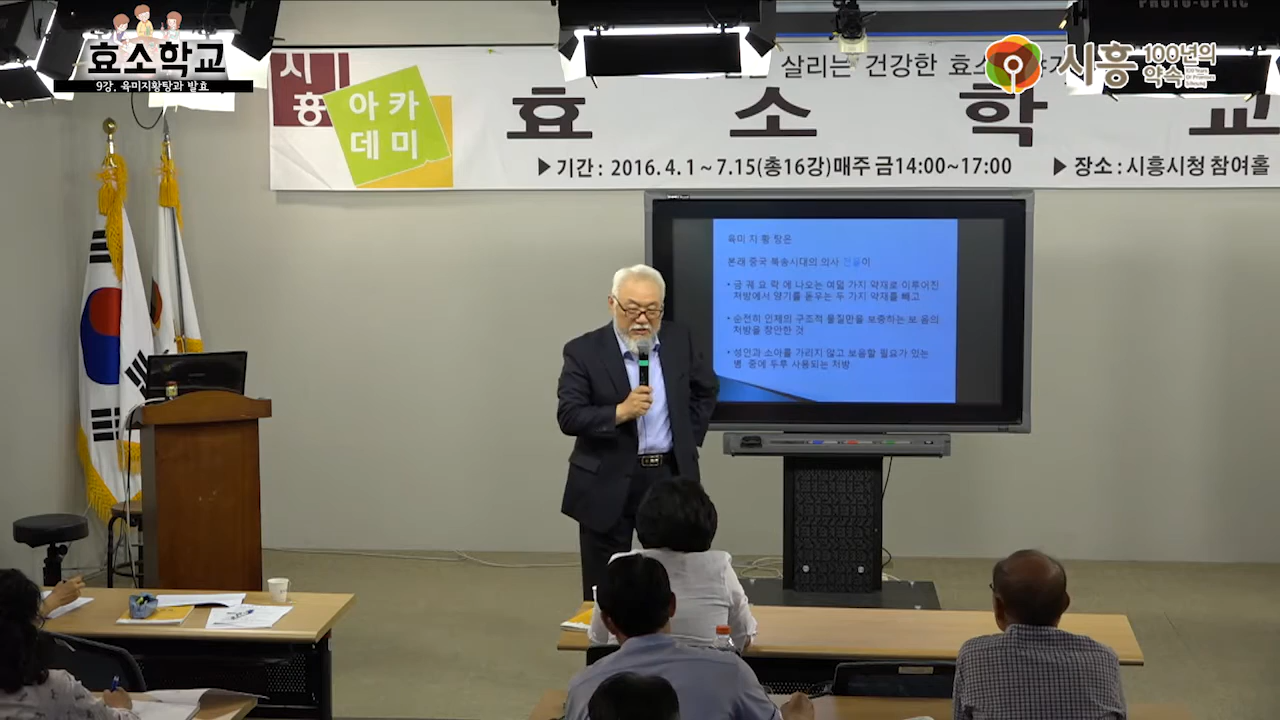 효소학교
9강. 육미지황탕과 발효
시흥
아카
데미
살리는 건강한 효소
효 소 학 교
▶기간 : 2016.4.1 ~ 7.15(총16강) 매주 금14:00~17:00
▶장소 : 시흥시청 참여홀
시흥
100년의
약속
PHOTO-OPTIC
육미 지 황 탕은
본래 중국 북송시대의 의사 전을이
• 금 궤 요 략 에 나오는 여덟 가지 약재로 이루어진
처방에서 양기를 돋우는 두 가지 약재를 빼고
• 순전히 인체의 구조적 물질만을 보충하는 보 음의
처방을 창안한 것
• 성인과 소아를 가리지 않고 보음할 필요가 있는
병 중에 두루 사용되는 처방